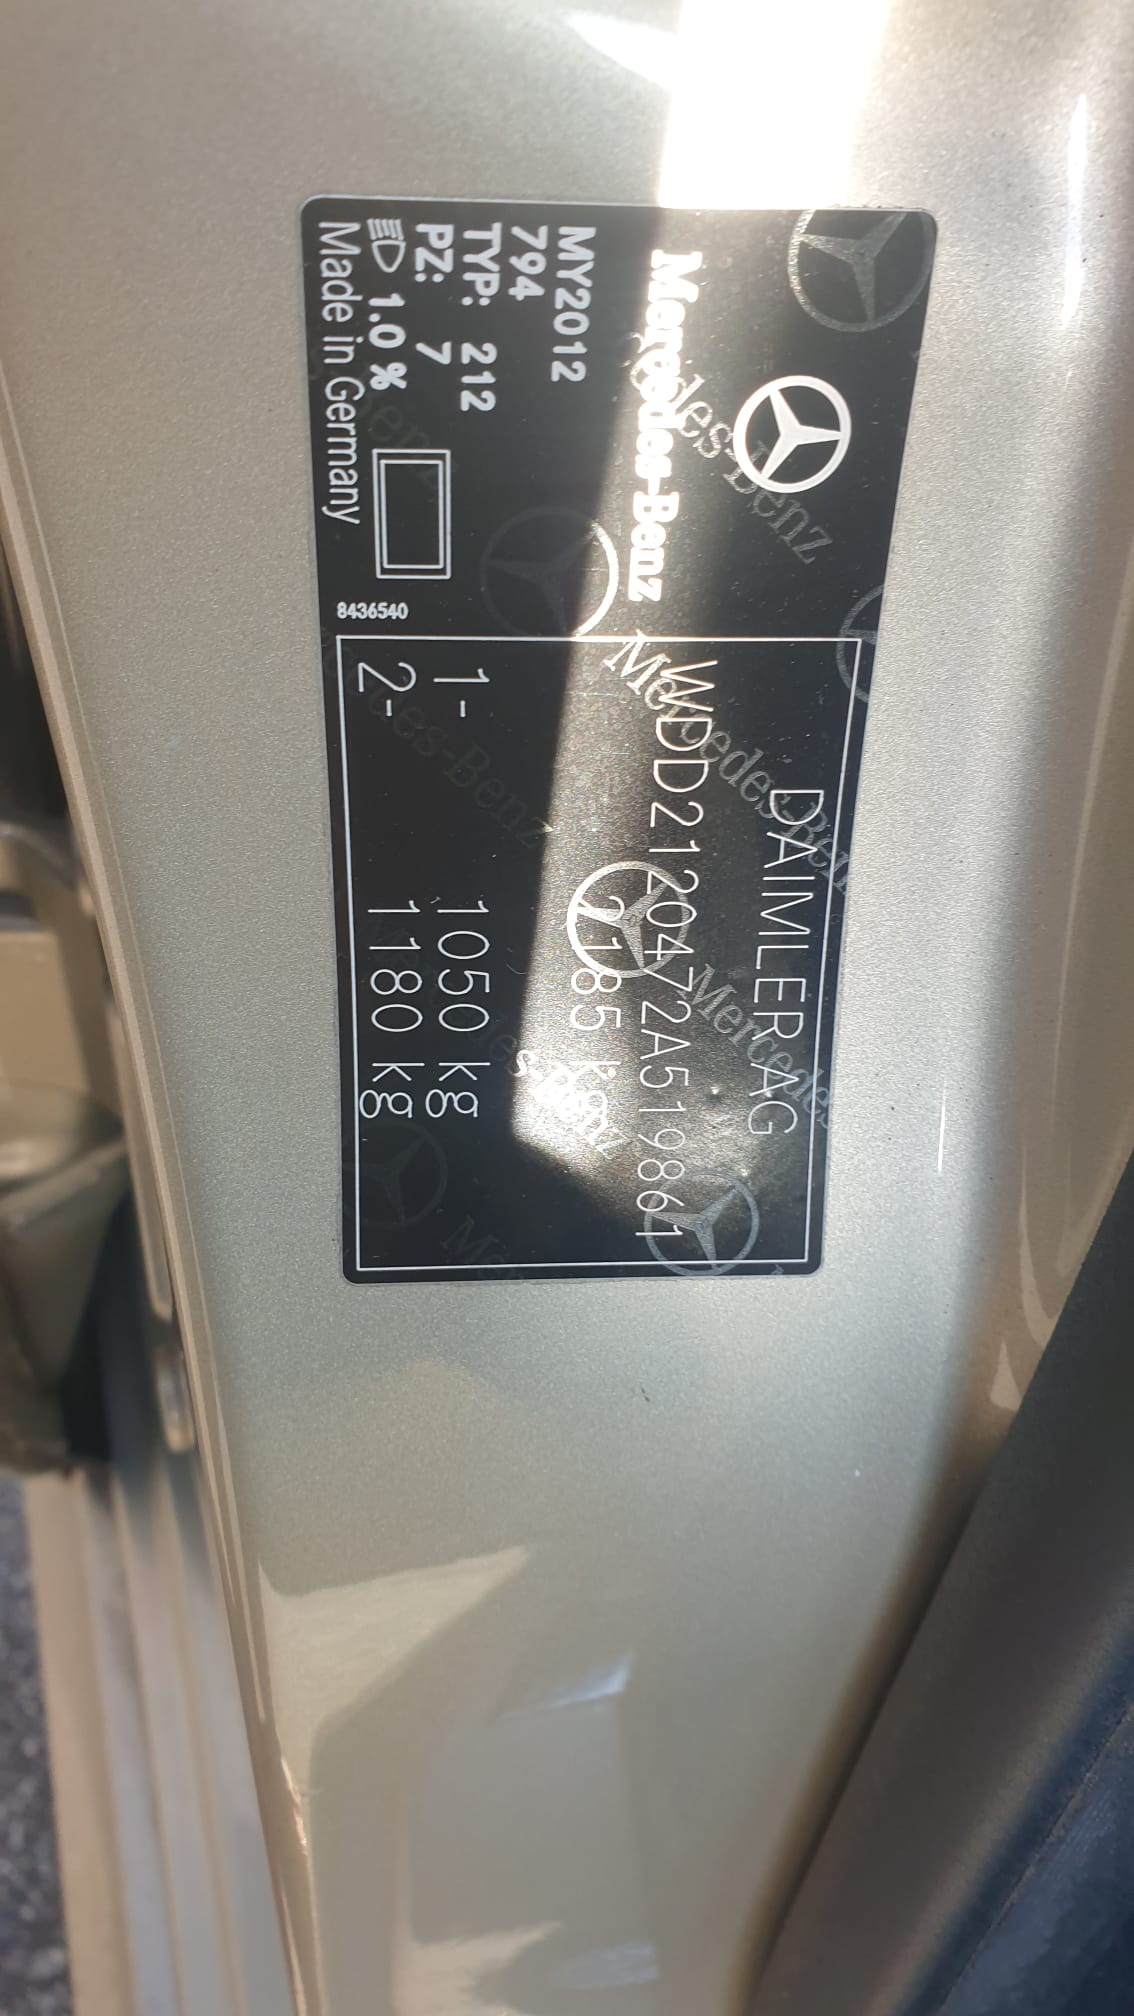 Mercedes-Benz
MY2012
794
TYP: 212
PZ: 7
1.0 %
Made in Germany
8436540
DAIMLER AG
WDD2120472A519861
2185 kg
1- 1050 kg
2- 1180 kg